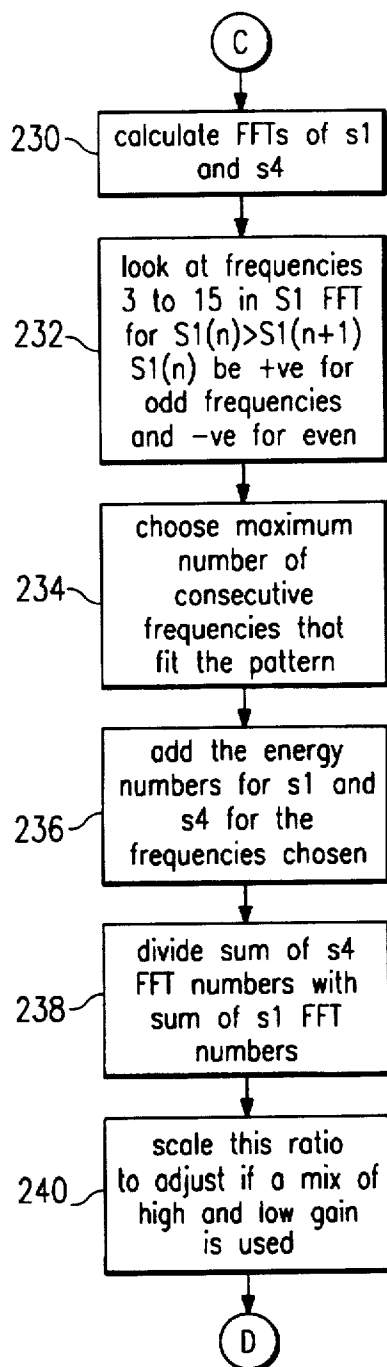 C
230
calculate FFTs of s1
and s4
232
look at frequencies
3 to 15 in S1 FFT
for S1(n)>S1(n+1)
S1(n) be +ve for
odd frequencies
and -ve for even
234
choose maximum
number of
consecutive
frequencies that
fit the pattern
236
add the energy
numbers for s1 and
s4 for the
frequencies chosen
238
divide sum of s4
FFT numbers with
sum of s1 FFT
numbers
240
scale this ratio
to adjust if a mix of
high and low gain
is used
D